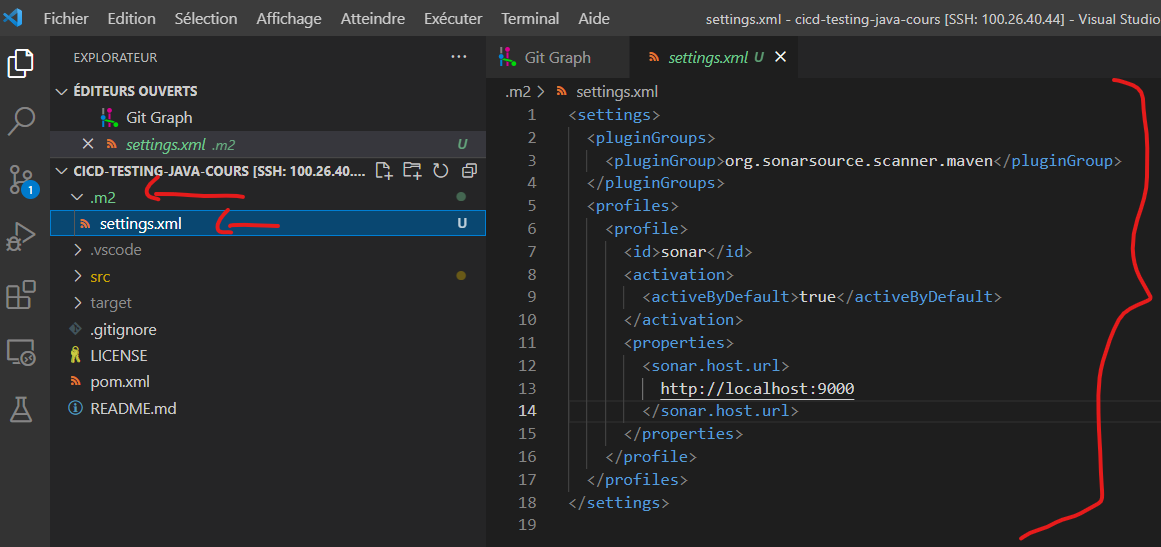 Fichier Edition Sélection Affichage Atteindre Exécuter Terminal Aide settings.xml - cicd-testing-java-cours [SSH: 100.26.40.44] - Visual Studio
EXPLORATEUR ...
ÉDITEURS OUVERTS
Git Graph
settings.xml .m2 U
CICD-TESTING-JAVA-COURS [SSH: 100.26.40....
.m2
settings.xml U
.vscode
src
target
.gitignore
LICENSE
pom.xml
README.md
1
Git Graph settings.xml U
.m2 > settings.xml
1 <settings>
2 <pluginGroups>
3 <pluginGroup>org.sonarsource.scanner.maven</pluginGroup>
4 </pluginGroups>
5 <profiles>
6 <profile>
7 <id>sonar</id>
8 <activation>
9 <activeByDefault>true</activeByDefault>
10 </activation>
11 <properties>
12 <sonar.host.url>
13 http://localhost:9000
14 </sonar.host.url>
15 </properties>
16 </profile>
17 </profiles>
18 </settings>
19